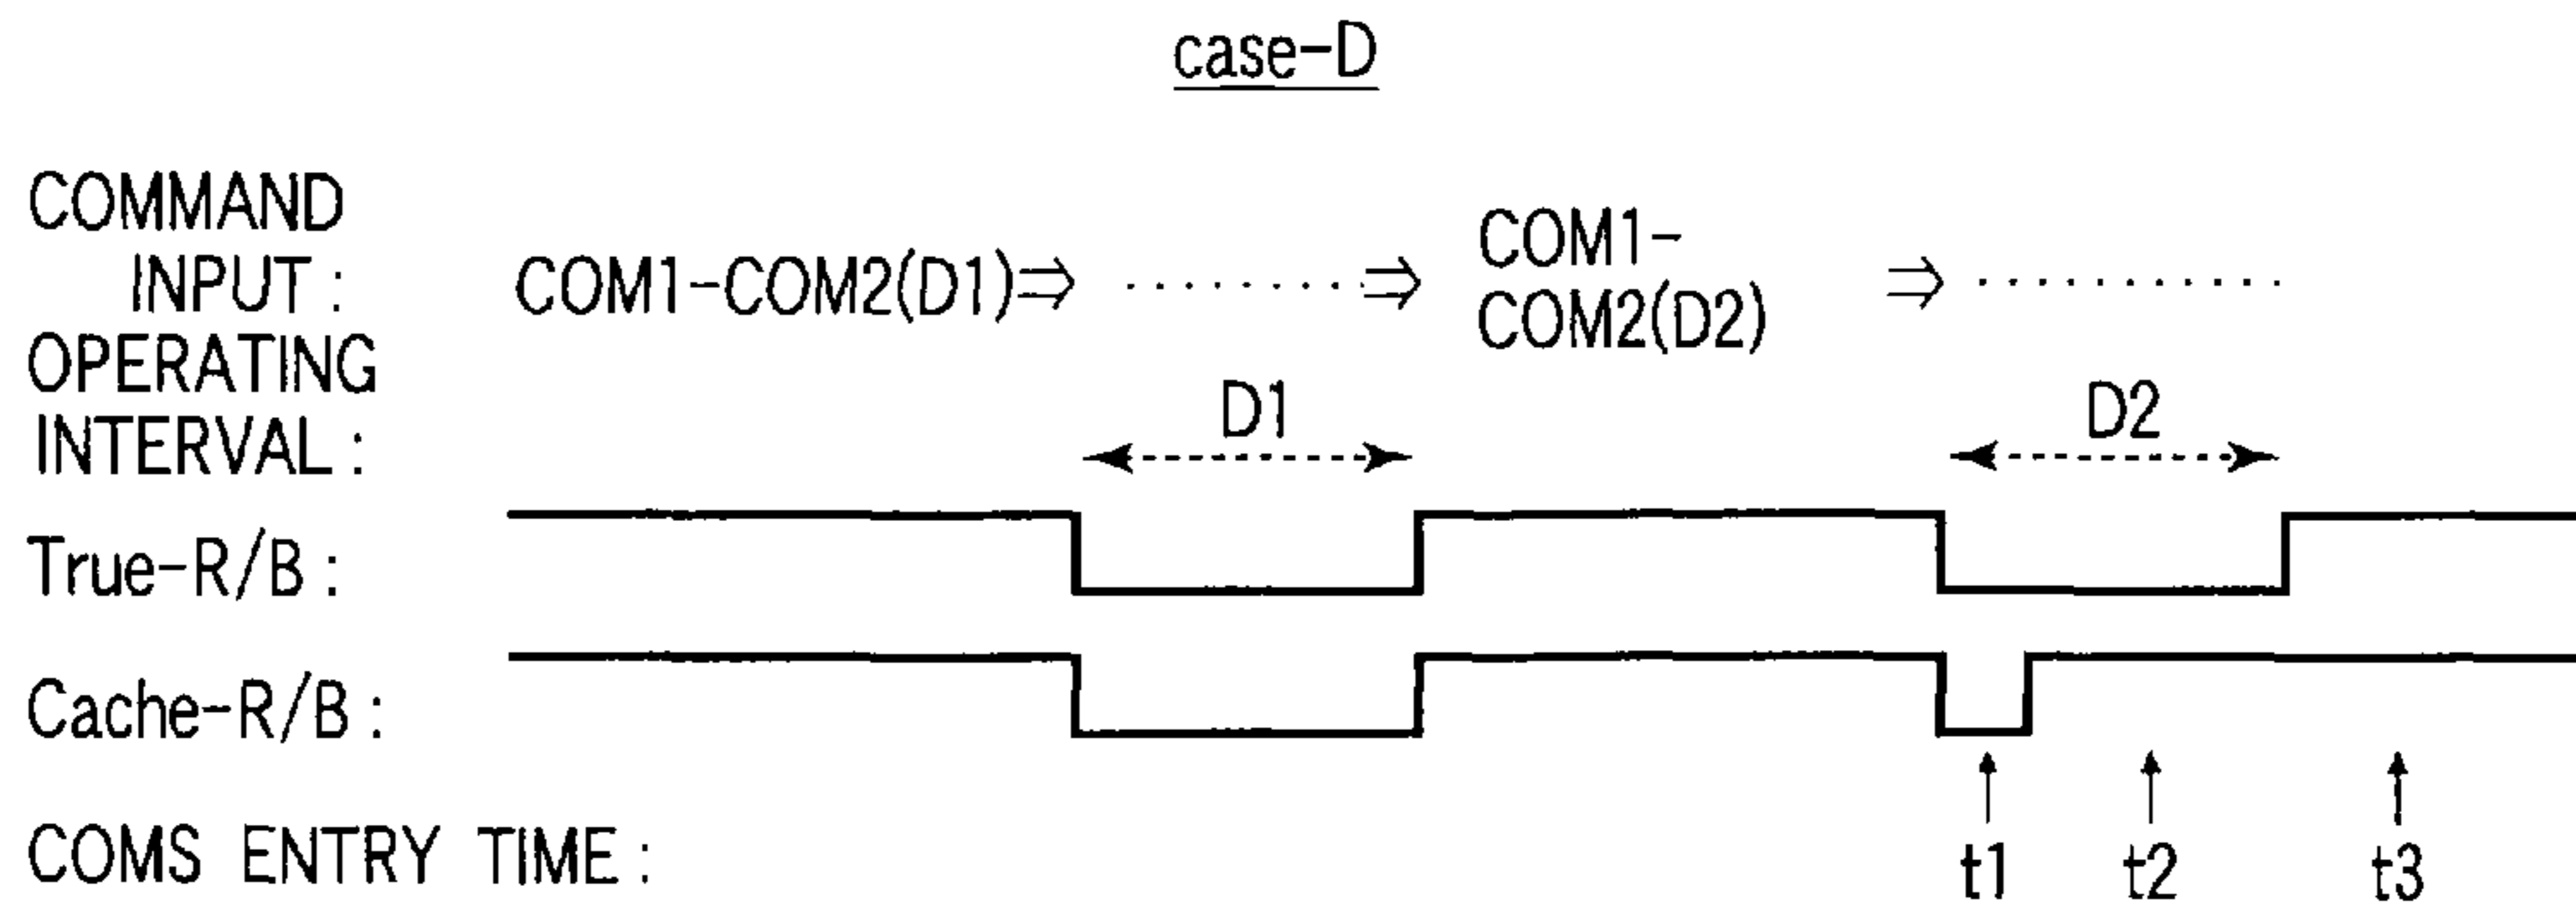 case-D
COMMAND
INPUT :
COM1-COM2(D1)⇒ ········⇒
COM1-
COM2(D2)
⇒ ···········
OPERATING
INTERVAL :
D1
D2
True-R/B :
Cache-R/B :
COMS ENTRY TIME :
t1
t2
t3